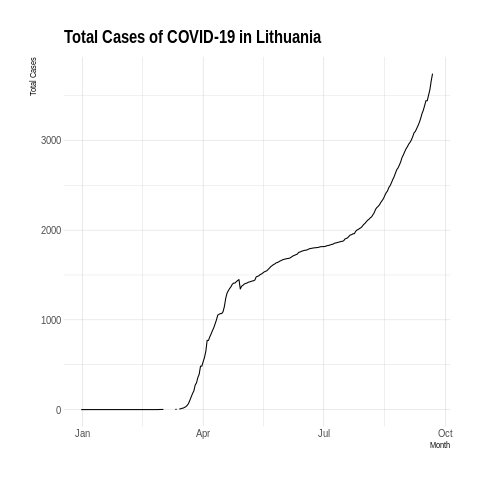 Total Cases of COVID-19 in Lithuania
Total Cases
3000
2000
1000
0
Jan Apr Jul Oct
Month